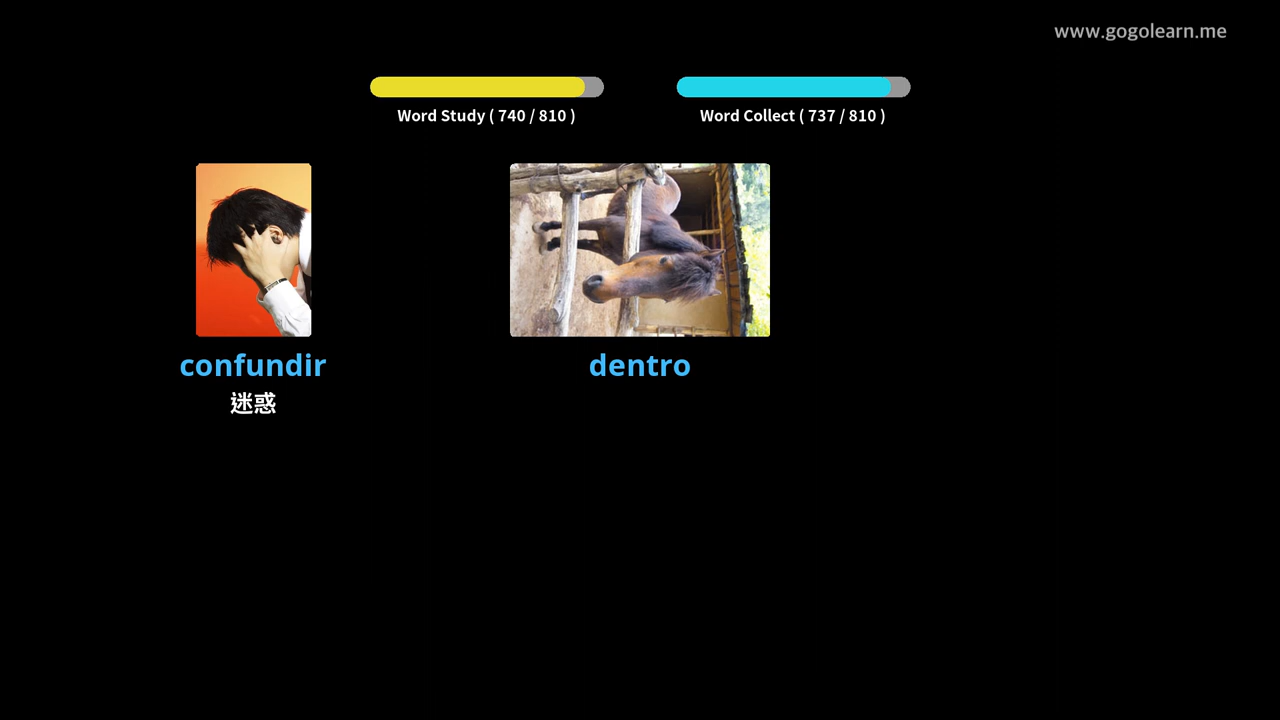 www.gogolearn.me
Word Study ( 740 / 810 )
Word Collect ( 737 / 810 )
confundir
迷惑
dentro